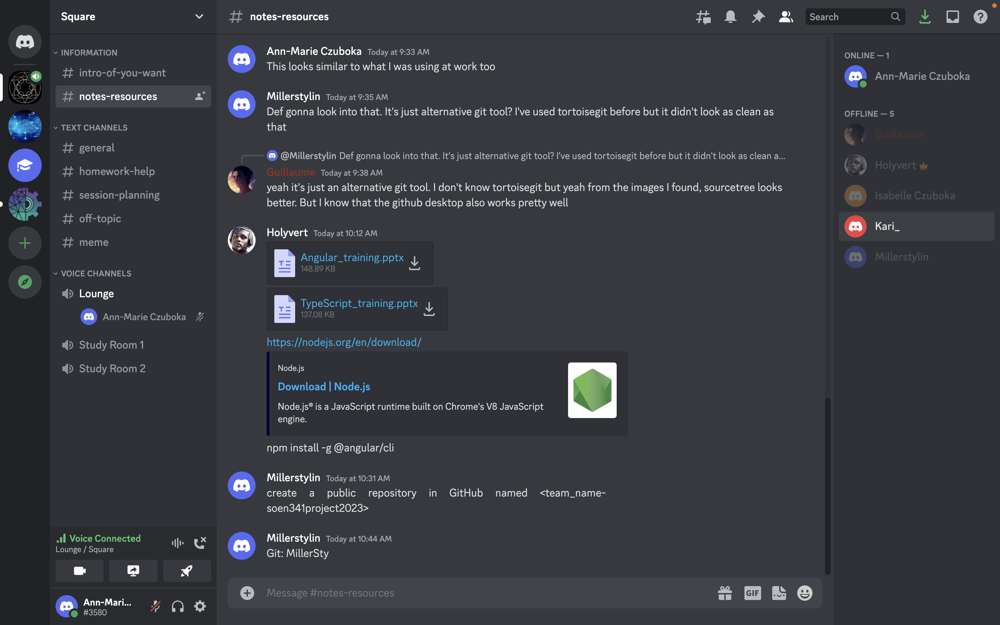 Square
INFORMATION
intro-of-you-want
notes-resources
TEXT CHANNELS
general
homework-help
session-planning
off-topic
meme
VOICE CHANNELS
Lounge
Ann-Marie Czuboka
Study Room 1
Study Room 2
Voice Connected
Lounge / Square
Ann-Mari...
#3580
notes-resources
Search
Ann-Marie Czuboka Today at 9:33 AM
This looks similar to what I was using at work too
Millerstylin Today at 9:35 AM
Def gonna look into that. It's just alternative git tool? I've used tortoisegit before but it didn't look as clean as
that
@Millerstylin Def gonna look into that. It's just alternative git tool? I've used tortoisegit before but it didn't look as clean a...
Guillaume Today at 9:38 AM
yeah it's just an alternative git tool. I don't know tortoisegit but yeah from the images I found, sourcetree looks
better. But I know that the github desktop also works pretty well
Holyvert Today at 10:12 AM
Angular_training.pptx
148.89 KB
TypeScript_training.pptx
137.08 KB
https://nodejs.org/en/download/
Node.js
Download | Node.js
Node.js® is a JavaScript runtime built on Chrome's V8 JavaScript
engine.
npm install -g @angular/cli
Millerstylin Today at 10:31 AM
create a public repository in GitHub named <team_name-
soen341project2023>
Millerstylin Today at 10:44 AM
Git: MillerSty
Message #notes-resources
GIF
ONLINE — 1
Ann-Marie Czuboka
OFFLINE — 5
Guillaume
Holyvert
Isabelle Czuboka
Kari_
Millerstylin